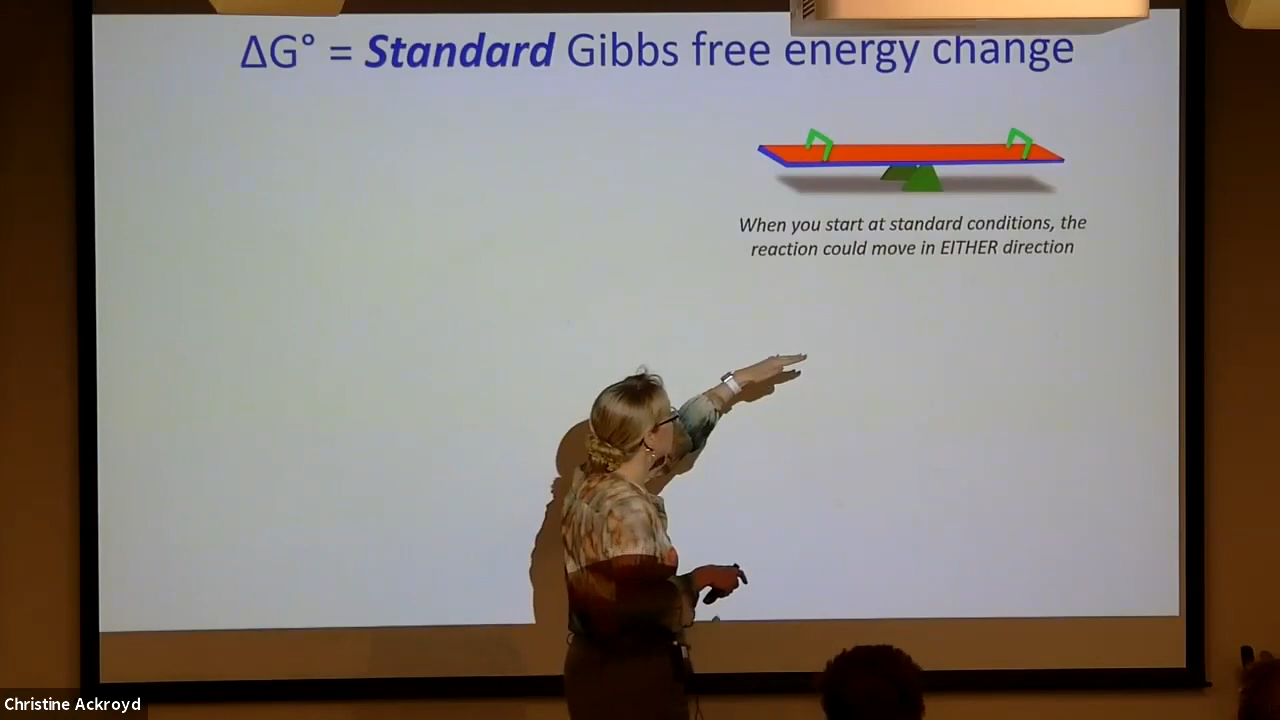 ΔG° = Standard Gibbs free energy change
When you start at standard conditions, the
reaction could move in EITHER direction
Christine Ackroyd